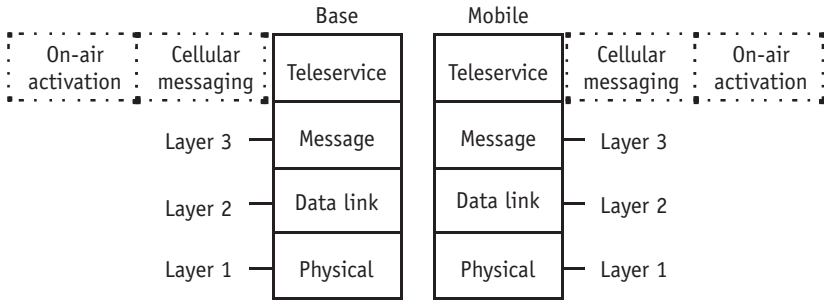 Base Mobile
On-air activation Cellular messaging Teleservice Teleservice Cellular messaging On-air activation
Layer 3 Message Message Layer 3
Layer 2 Data link Data link Layer 2
Layer 1 Physical Physical Layer 1